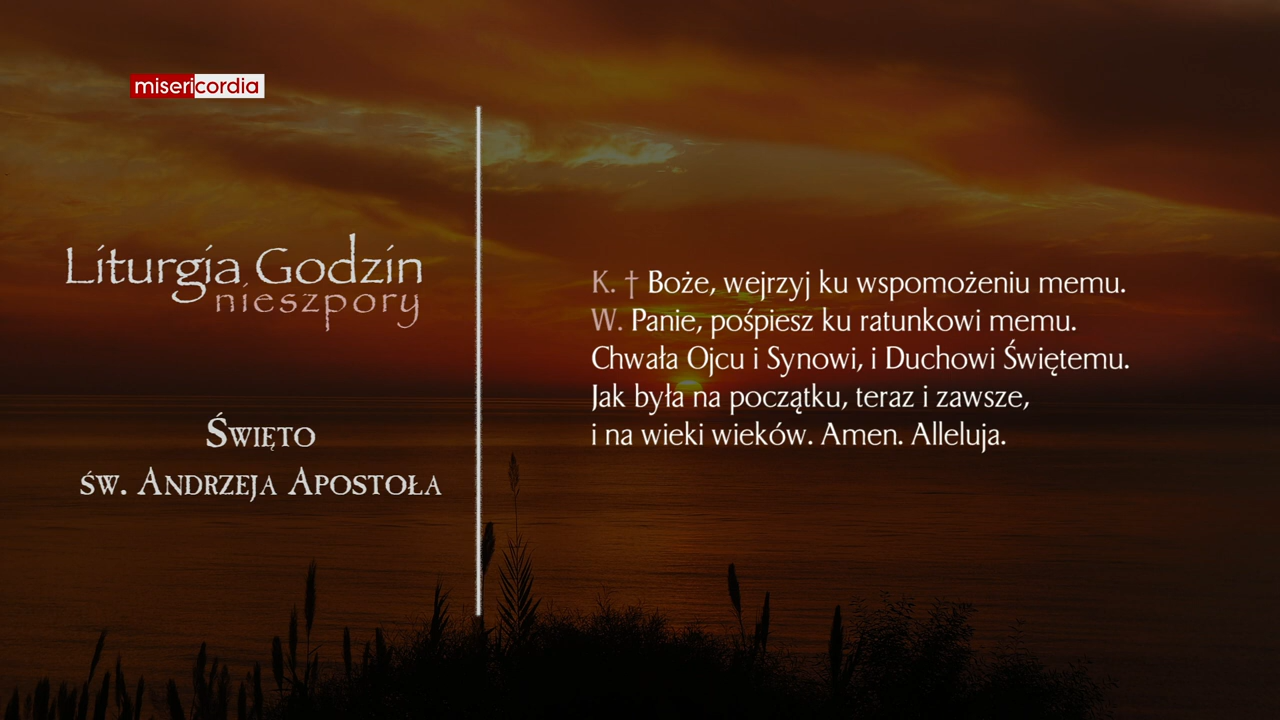 misericordia
Liturgia Godzin
nieszpory
Święto
św. Andrzeja Apostoła
K. † Boże, wejrzyj ku wspomożeniu memu.
W. Panie, pośpiesz ku ratunkowi memu.
Chwała Ojcu i Synowi, i Duchowi Świętemu.
Jak była na początku, teraz i zawsze,
i na wieki wieków. Amen. Alleluja.